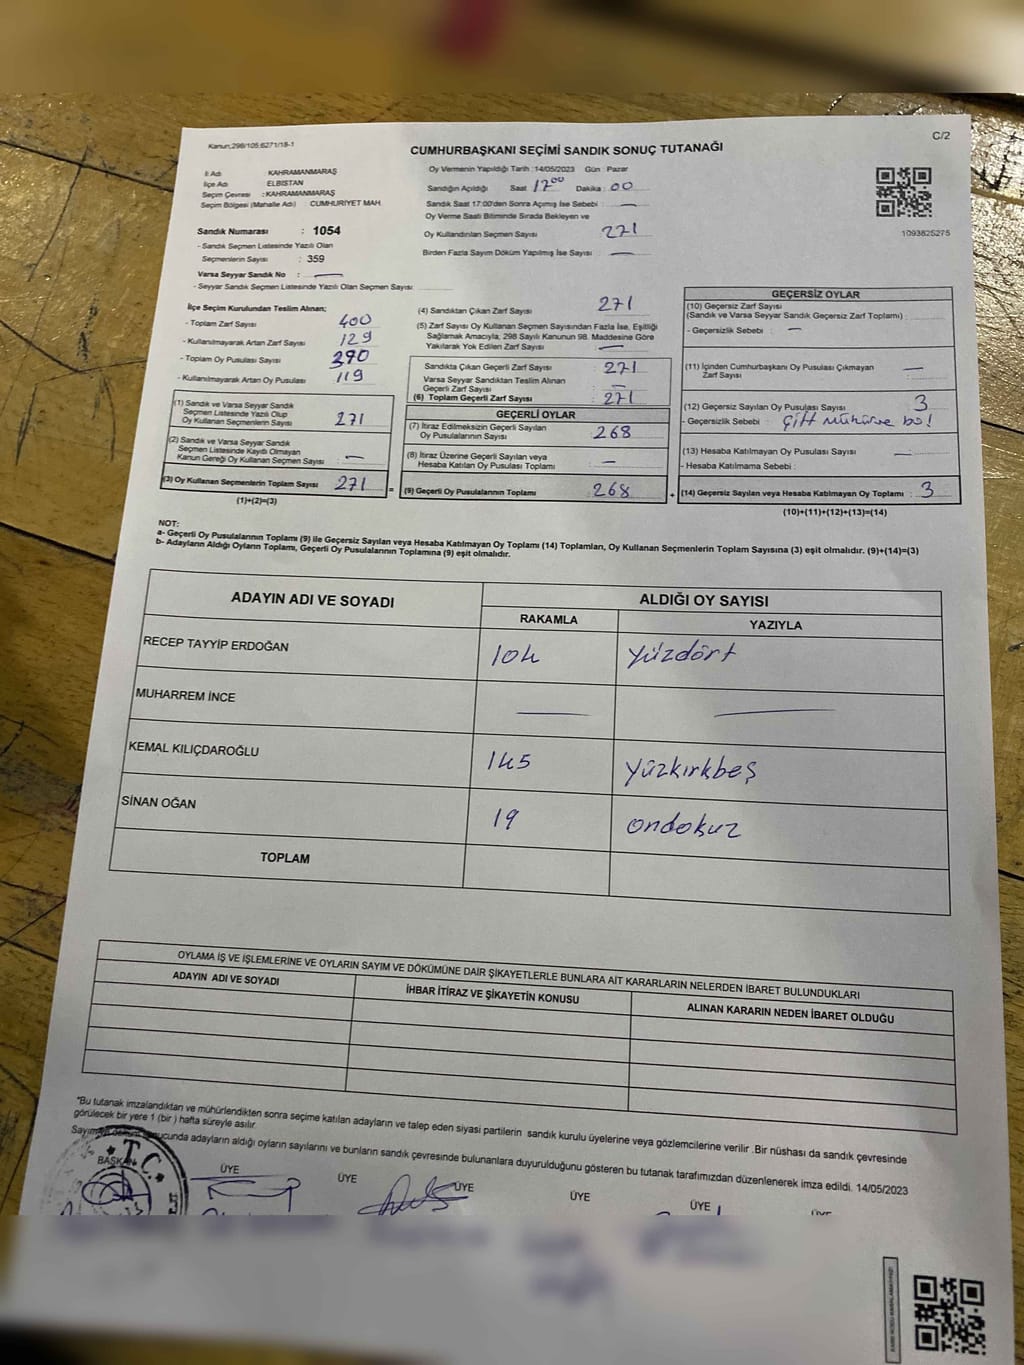 Kanun;298/105;6271/18-1
C/2
CUMHURBAŞKANI SEÇİMİ SANDIK SONUÇ TUTANAĞI
İl Adı : KAHRAMANMARAŞ
İlçe Adı : ELBİSTAN
Seçim Çevresi : KAHRAMANMARAŞ
Seçim Bölgesi (Mahalle Adı) : CUMHURİYET MAH.
Sandık Numarası : 1054
- Sandık Seçmen Listesinde Yazılı Olan
Seçmenlerin Sayısı : 359
Varsa Seyyar Sandık No : —
- Seyyar Sandık Seçmen Listesinde Yazılı Olan Seçmen Sayısı:
Oy Vermenin Yapıldığı Tarih :14/05/2023 Gün : Pazar
Sandığın Açıldığı Saat 17 00 Dakika : 00
Sandık Saat 17:00'den Sonra Açımış İse Sebebi : —
Oy Verme Saati Bitiminde Sırada Bekleyen ve
Oy Kullandırılan Seçmen Sayısı : 271
Birden Fazla Sayım Döküm Yapılmış İse Sayısı : —
1093825275
İlçe Seçim Kurulundan Teslim Alınan;
- Toplam Zarf Sayısı : 400
- Kullanılmayarak Artan Zarf Sayısı : 129
- Toplam Oy Pusulası Sayısı : 390
- Kullanılmayarak Artan Oy Pusulası : 119
(1) Sandık ve Varsa Seyyar Sandık
Seçmen Listesinde Yazılı Olup
Oy Kullanan Seçmenlerin Sayısı : 271
(2) Sandık ve Varsa Seyyar Sandık
Seçmen Listesinde Kayıtlı Olmayan
Kanun Gereği Oy Kullanan Seçmen Sayısı : —
(3) Oy Kullanan Seçmenlerin Toplam Sayısı : 271
(1)+(2)=(3)
=
(4) Sandıktan Çıkan Zarf Sayısı : 271
(5) Zarf Sayısı Oy Kullanan Seçmen Sayısından Fazla İse, Eşitliği
Sağlamak Amacıyla, 298 Sayılı Kanunun 98. Maddesine Göre
Yakılarak Yok Edilen Zarf Sayısı : —
Sandıkta Çıkan Geçerli Zarf Sayısı : 271
Varsa Seyyar Sandıktan Teslim Alınan
Geçerli Zarf Sayısı : —
(6) Toplam Geçerli Zarf Sayısı : 271
GEÇERLİ OYLAR
(7) İtiraz Edilmeksizin Geçerli Sayılan
Oy Pusulalarının Sayısı : 268
(8) İtiraz Üzerine Geçerli Sayılan veya
Hesaba Katılan Oy Pusulası Toplamı : —
(9) Geçerli Oy Pusulalarının Toplamı : 268
+
GEÇERSİZ OYLAR
(10) Geçersiz Zarf Sayısı
(Sandık ve Varsa Seyyar Sandık Geçersiz Zarf Toplamı) :
- Geçersizlik Sebebi : —
(11) İçinden Cumhurbaşkanı Oy Pusulası Çıkmayan
Zarf Sayısı : —
(12) Geçersiz Sayılan Oy Pusulası Sayısı : 3
- Geçersizlik Sebebi : Çift Mühür ve bo!
(13) Hesaba Katılmayan Oy Pusulası Sayısı : —
- Hesaba Katılmama Sebebi :
(14) Geçersiz Sayılan veya Hesaba Katılmayan Oy Toplamı : 3
(10)+(11)+(12)+(13)=(14)
NOT:
a- Geçerli Oy Pusulalarının Toplamı (9) ile Geçersiz Sayılan veya Hesaba Katılmayan Oy Toplamı (14) Toplamları, Oy Kullanan Seçmenlerin Toplam Sayısına (3) eşit olmalıdır. (9)+(14)=(3)
b- Adayların Aldığı Oyların Toplamı, Geçerli Oy Pusulalarının Toplamına (9) eşit olmalıdır.
ADAYIN ADI VE SOYADI
ALDIĞI OY SAYISI
RAKAMLA YAZIYLA
RECEP TAYYİP ERDOĞAN 104 Yüzdört
MUHARREM İNCE — —
KEMAL KILIÇDAROĞLU 145 Yüzkırkbeş
SİNAN OĞAN 19 ondokuz
TOPLAM
OYLAMA İŞ VE İŞLEMLERİNE VE OYLARIN SAYIM VE DÖKÜMÜNE DAİR ŞİKAYETLERLE BUNLARA AİT KARARLARIN NELERDEN İBARET BULUNDUKLARI
ADAYIN ADI VE SOYADI İHBAR İTİRAZ VE ŞİKAYETİN KONUSU ALINAN KARARIN NEDEN İBARET OLDUĞU
*Bu tutanak imzalandıktan ve mühürlendikten sonra seçime katılan adayların ve talep eden siyasi partilerin sandık kurulu üyelerine veya gözlemcilerine verilir .Bir nüshası da sandık çevresinde
görülecek bir yere 1 (bir ) hafta süreyle asılır.
ucunda adayların aldığı oyların sayılarını ve bunların sandık çevresinde bulunanlara duyurulduğunu gösteren bu tutanak tarafımızdan düzenlenerek imza edildi. 14/05/2023
T.C.
BAŞKAN ÜYE ÜYE ÜYE ÜYE ÜYE ÜYE